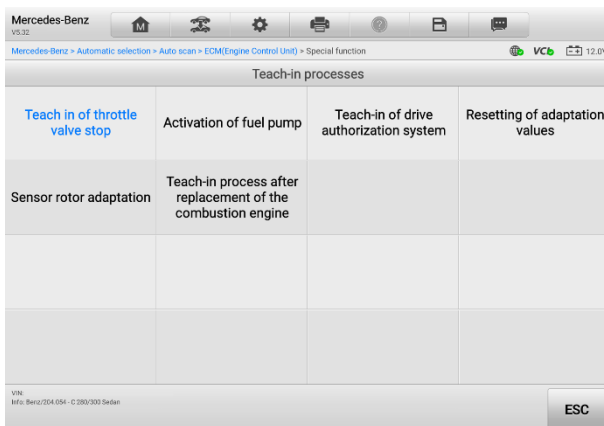 Mercedes-Benz
V5.32
M
?
Mercedes-Benz > Automatic selection > Auto scan > ECM(Engine Control Unit) > Special function
VCI
12.0V
Teach-in processes
Teach in of throttle
valve stop
Activation of fuel pump
Teach-in of drive
authorization system
Resetting of adaptation
values
Sensor rotor adaptation
Teach-in process after
replacement of the
combustion engine
VIN:
Info: Benz/204.054 - C 280/300 Sedan
ESC